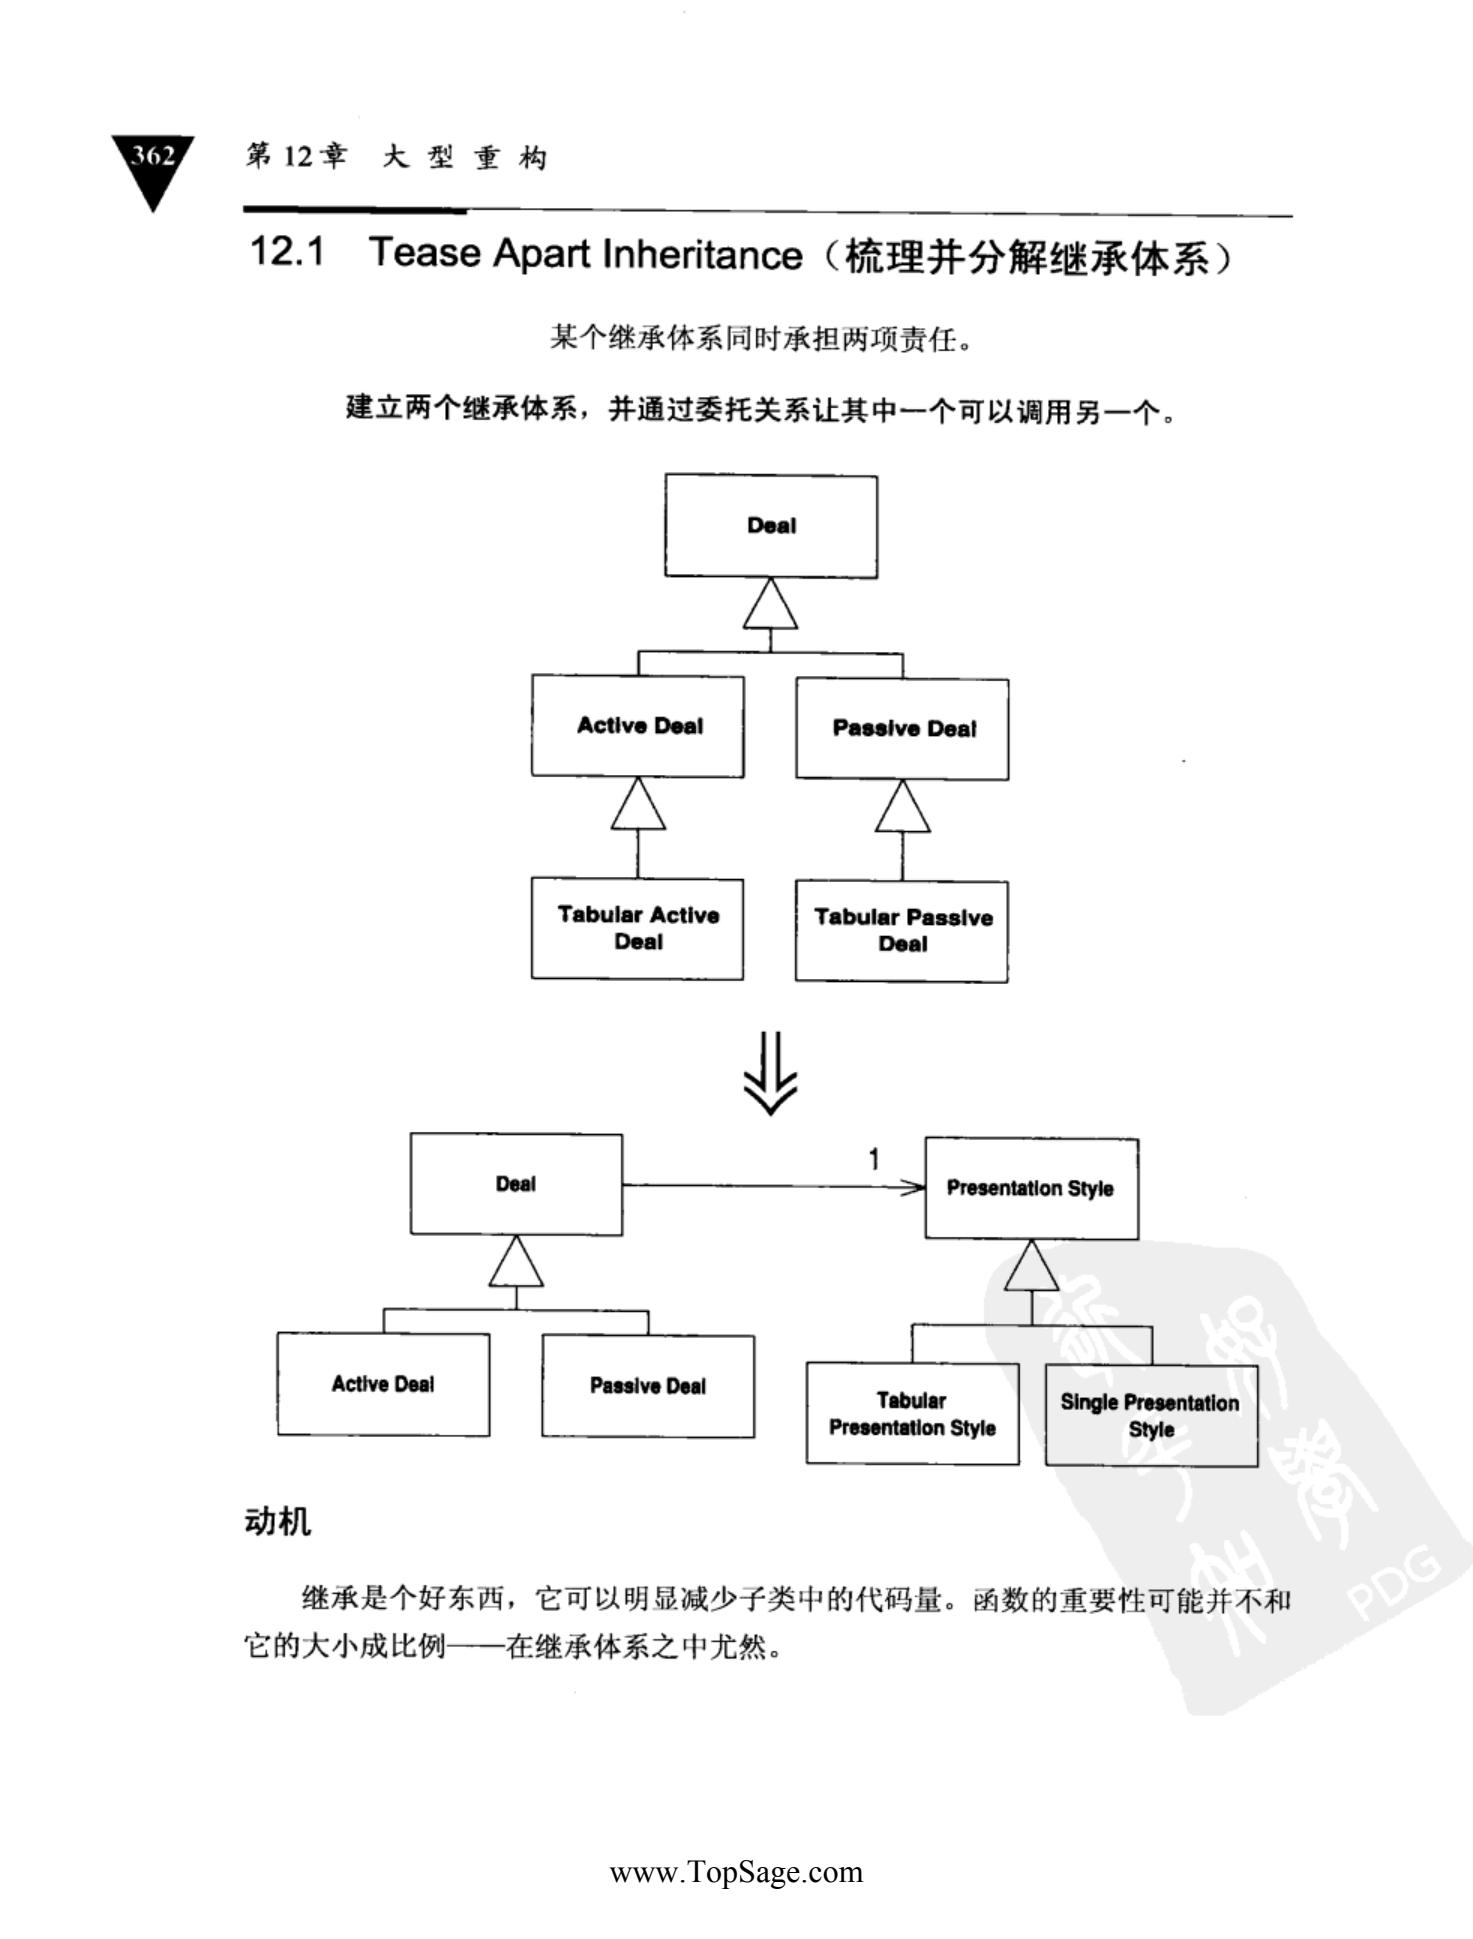 362
第12章 大型重构
12.1 Tease Apart Inheritance（梳理并分解继承体系）
某个继承体系同时承担两项责任。
建立两个继承体系，并通过委托关系让其中一个可以调用另一个。
Deal
Active Deal
Passive Deal
Tabular Active
Deal
Tabular Passive
Deal
Deal
1
Presentation Style
Active Deal
Passive Deal
Tabular
Presentation Style
Single Presentation
Style
动机
继承是个好东西，它可以明显减少子类中的代码量。函数的重要性可能并不和
它的大小成比例——在继承体系之中尤然。
PDG
www.TopSage.com